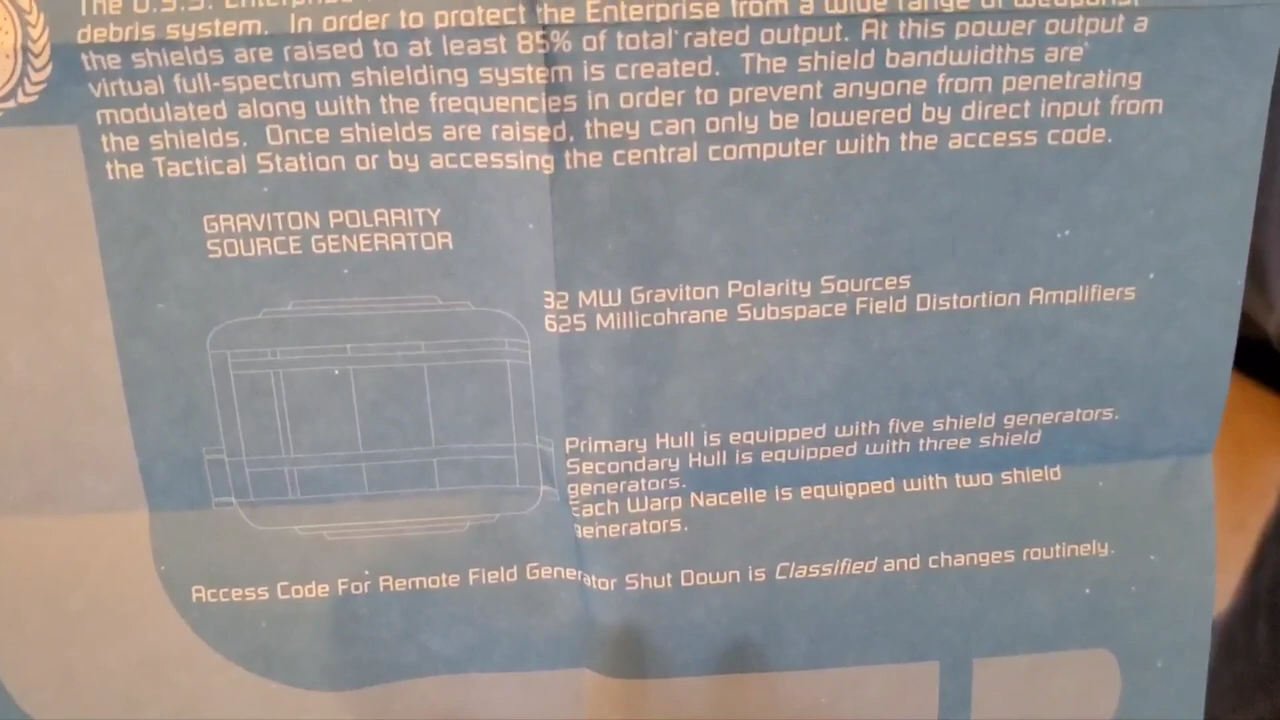 The U.S.S.
debris system. In order to protect the Enterprise from a wide range of
the shields are raised to at least 85% of total rated output. At this power output a
virtual full-spectrum shielding system is created. The shield bandwidths are
modulated along with the frequencies in order to prevent anyone from penetrating
the shields. Once shields are raised, they can only be lowered by direct input from
the Tactical Station or by accessing the central computer with the access code.
GRAVITON POLARITY
SOURCE GENERATOR
32 MW Graviton Polarity Sources
625 Millicohrane Subspace Field Distortion Amplifiers
Primary Hull is equipped with five shield generators.
Secondary Hull is equipped with three shield
generators.
Each Warp Nacelle is equipped with two shield
generators.
Access Code For Remote Field Generator Shut Down is Classified and changes routinely.